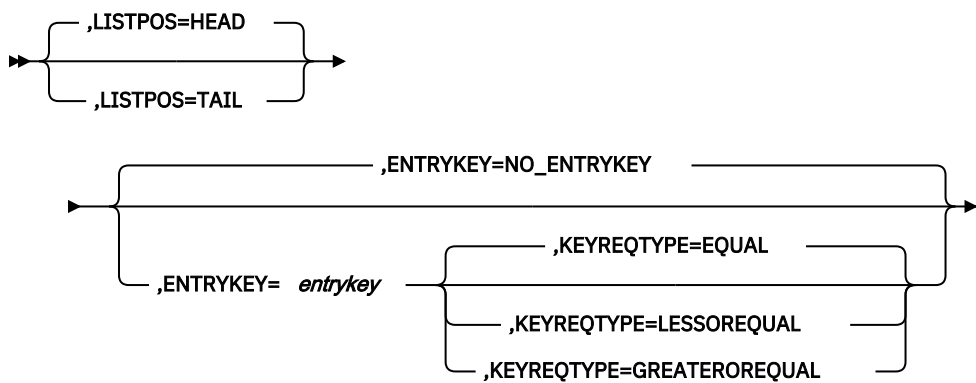 ,LISTPOS=HEAD
,LISTPOS=TAIL
,ENTRYKEY=NO_ENTRYKEY
,KEYREQTYPE=EQUAL
,ENTRYKEY= entrykey
,KEYREQTYPE=LESSOREQUAL
,KEYREQTYPE=GREATEROREQUAL